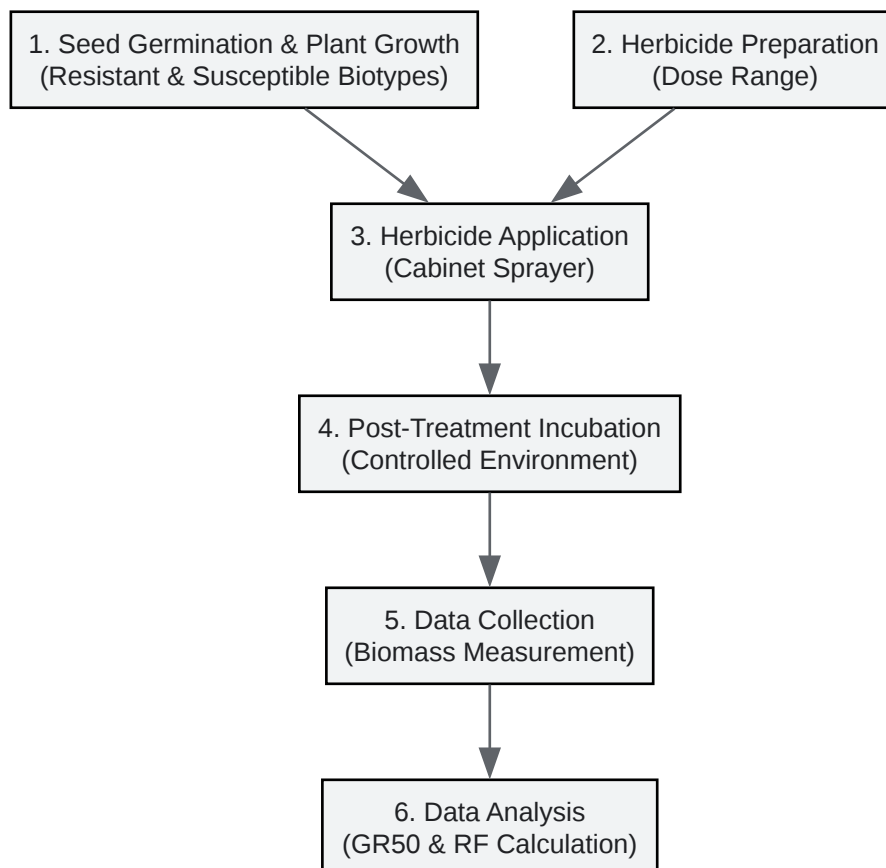 1. Seed Germination & Plant Growth
(Resistant & Susceptible Biotypes)
2. Herbicide Preparation
(Dose Range)
3. Herbicide Application
(Cabinet Sprayer)
4. Post-Treatment Incubation
(Controlled Environment)
5. Data Collection
(Biomass Measurement)
6. Data Analysis
(GR50 & RF Calculation)